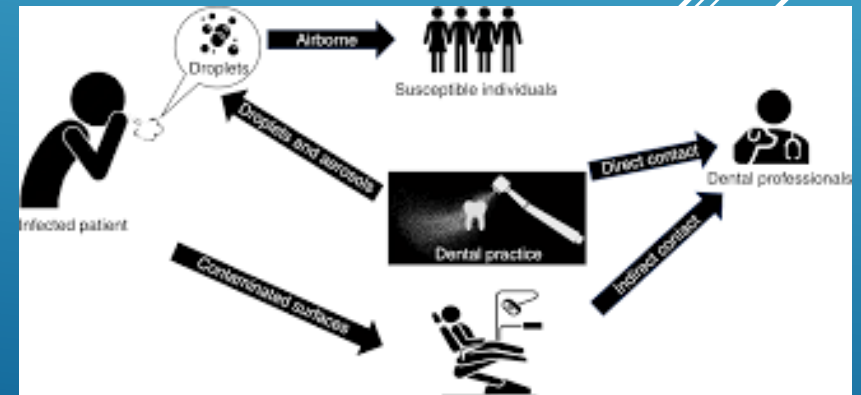 Droplets
Airborne
Susceptible individuals
Droplets and aerosols
Infected patient
Direct contact
Dental professionals
Dental practice
Contaminated surfaces
Indirect contact